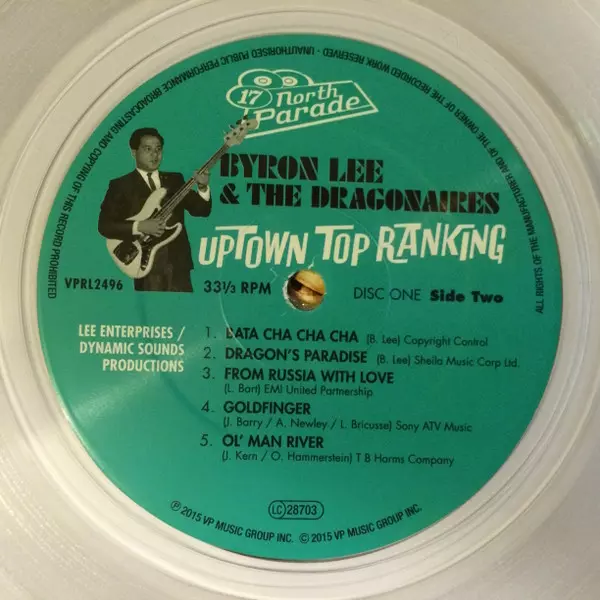 17 North
Parade
BYRON LEE
& THE DRAGONAIRES
UPTOWN TOP RANKING
VPRL2496
33 1/3 RPM
DISC ONE Side Two
LEE ENTERPRISES /
DYNAMIC SOUNDS
PRODUCTIONS
1. BATA CHA CHA CHA (B. Lee) Copyright Control
2. DRAGON'S PARADISE (B. Lee) Sheila Music Corp Ltd.
3. FROM RUSSIA WITH LOVE
(L. Bart) EMI United Partnership
4. GOLDFINGER
(J. Barry / A. Newley / L. Bricusse) Sony ATV Music
5. OL' MAN RIVER
(J. Kern / O. Hammerstein) T B Harms Company
LC 28703
℗ 2015 VP MUSIC GROUP INC. © 2015 VP MUSIC GROUP INC.
ALL RIGHTS OF THE MANUFACTURER AND OF THE OWNER OF THE RECORDED WORK RESERVED - UNAUTHORISED PUBLIC PERFORMANCE BROADCASTING AND COPYING OF THIS RECORD PROHIBITED